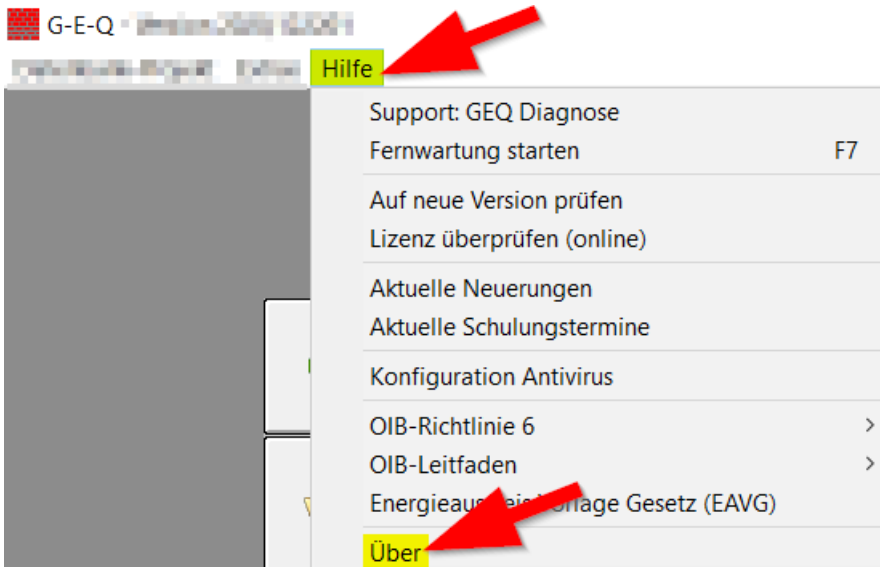 G-E-Q
Hilfe
Support: GEQ Diagnose
Fernwartung starten F7
Auf neue Version prüfen
Lizenz überprüfen (online)
Aktuelle Neuerungen
Aktuelle Schulungstermine
Konfiguration Antivirus
OIB-Richtlinie 6 >
OIB-Leitfaden >
Gesetz (EAVG)
Über